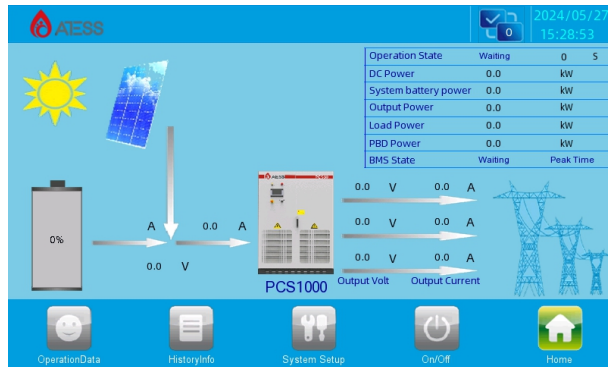 ATESS
2024/05/27
0
15:28:53
Operation State Waiting 0 S
DC Power 0.0 kW
System battery power 0.0 kW
Output Power 0.0 kW
Load Power 0.0 kW
PBD Power 0.0 kW
BMS State Waiting Peak Time
0.0 V 0.0 A
A 0.0 A
0.0 V 0.0 A
0%
0.0 V
0.0 V 0.0 A
PCS1000
Output Volt Output Current
OperationData HistoryInfo System Setup On/Off Home